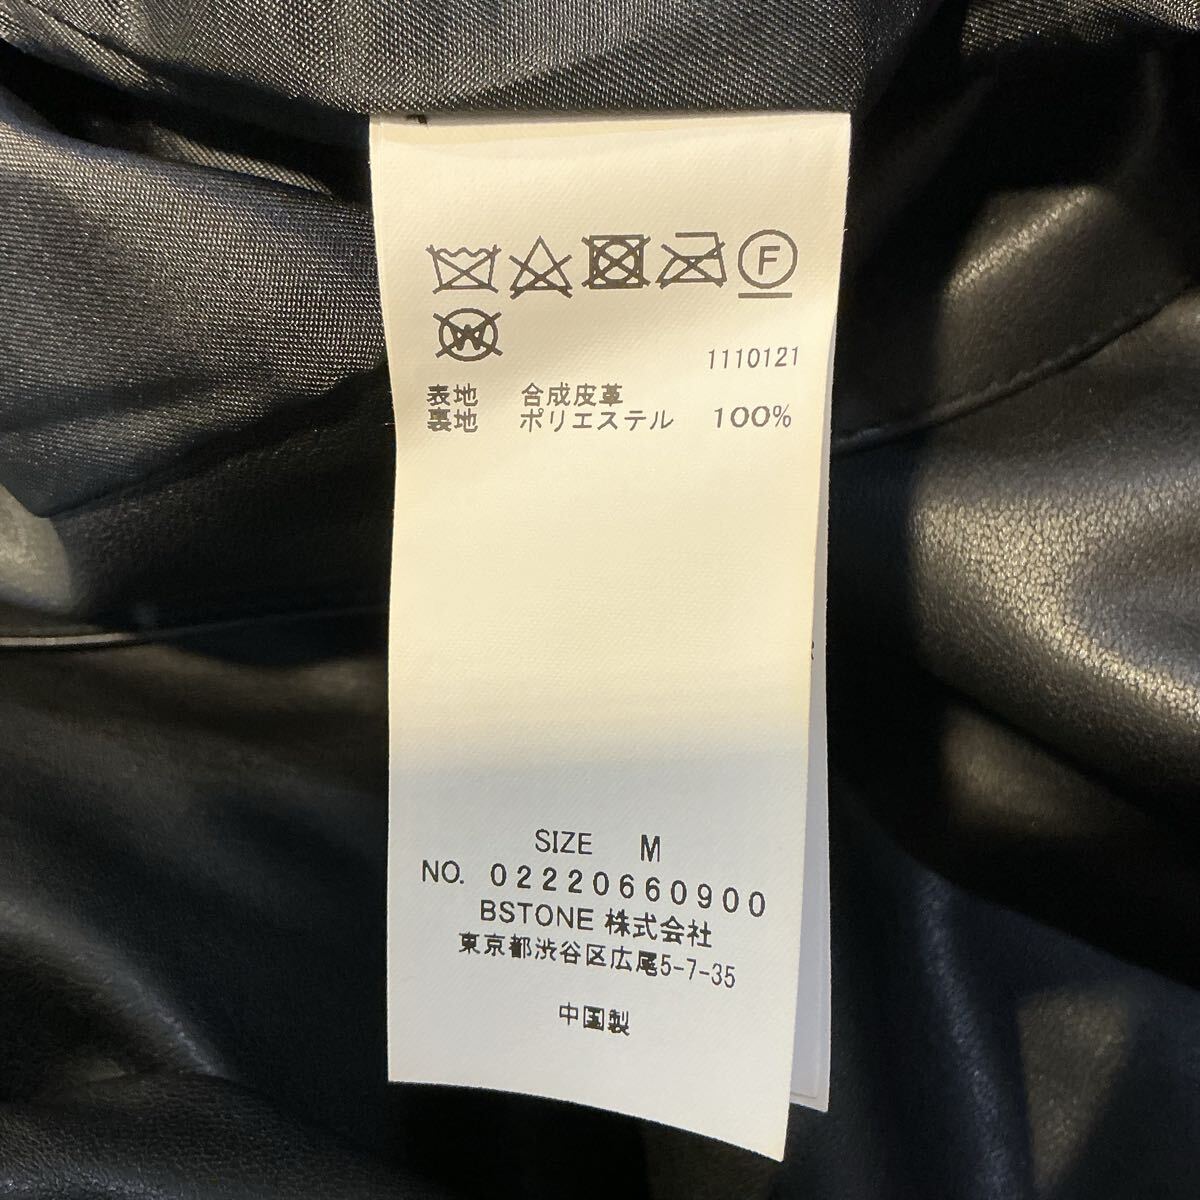 F
W
1110121
表地 合成皮革
裏地 ポリエステル 100%
SIZE M
NO. 02220660900
BSTONE 株式会社
東京都渋谷区広尾5-7-35
中国製